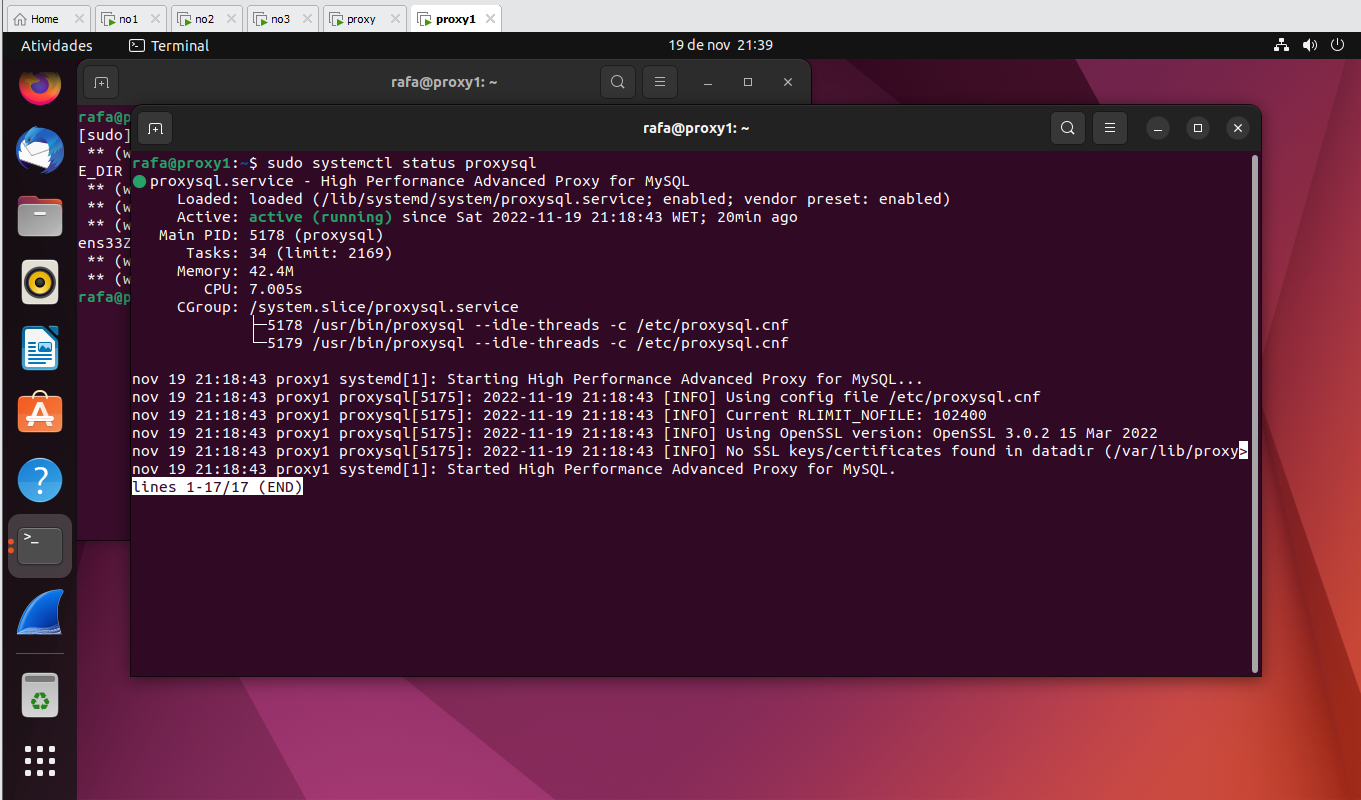 Home
no1
no2
no3
proxy
proxy1
Atividades
Terminal
19 de nov 21:39
rafa@proxy1: ~
rafa@p
[sudo]
** (w
E_DIR
** (w
** (w
** (w
ens33Z
** (w
** (w
rafa@p
rafa@proxy1: ~
rafa@proxy1:~$ sudo systemctl status proxysql
proxysql.service - High Performance Advanced Proxy for MySQL
Loaded: loaded (/lib/systemd/system/proxysql.service; enabled; vendor preset: enabled)
Active: active (running) since Sat 2022-11-19 21:18:43 WET; 20min ago
Main PID: 5178 (proxysql)
Tasks: 34 (limit: 2169)
Memory: 42.4M
CPU: 7.005s
CGroup: /system.slice/proxysql.service
├─5178 /usr/bin/proxysql --idle-threads -c /etc/proxysql.cnf
└─5179 /usr/bin/proxysql --idle-threads -c /etc/proxysql.cnf
nov 19 21:18:43 proxy1 systemd[1]: Starting High Performance Advanced Proxy for MySQL...
nov 19 21:18:43 proxy1 proxysql[5175]: 2022-11-19 21:18:43 [INFO] Using config file /etc/proxysql.cnf
nov 19 21:18:43 proxy1 proxysql[5175]: 2022-11-19 21:18:43 [INFO] Current RLIMIT_NOFILE: 102400
nov 19 21:18:43 proxy1 proxysql[5175]: 2022-11-19 21:18:43 [INFO] Using OpenSSL version: OpenSSL 3.0.2 15 Mar 2022
nov 19 21:18:43 proxy1 proxysql[5175]: 2022-11-19 21:18:43 [INFO] No SSL keys/certificates found in datadir (/var/lib/proxy>
nov 19 21:18:43 proxy1 systemd[1]: Started High Performance Advanced Proxy for MySQL.
lines 1-17/17 (END)